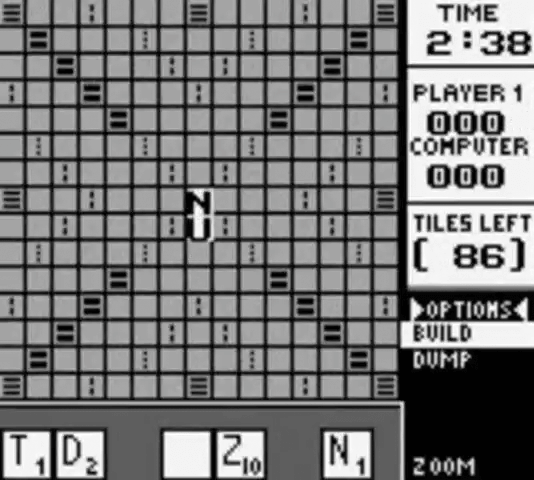 TIME
2:38
PLAYER 1
000
COMPUTER
000
TILES LEFT
[ 86]
OPTIONS
BUILD
DUMP
ZOOM
N
U
T1 D2 Z10 N1